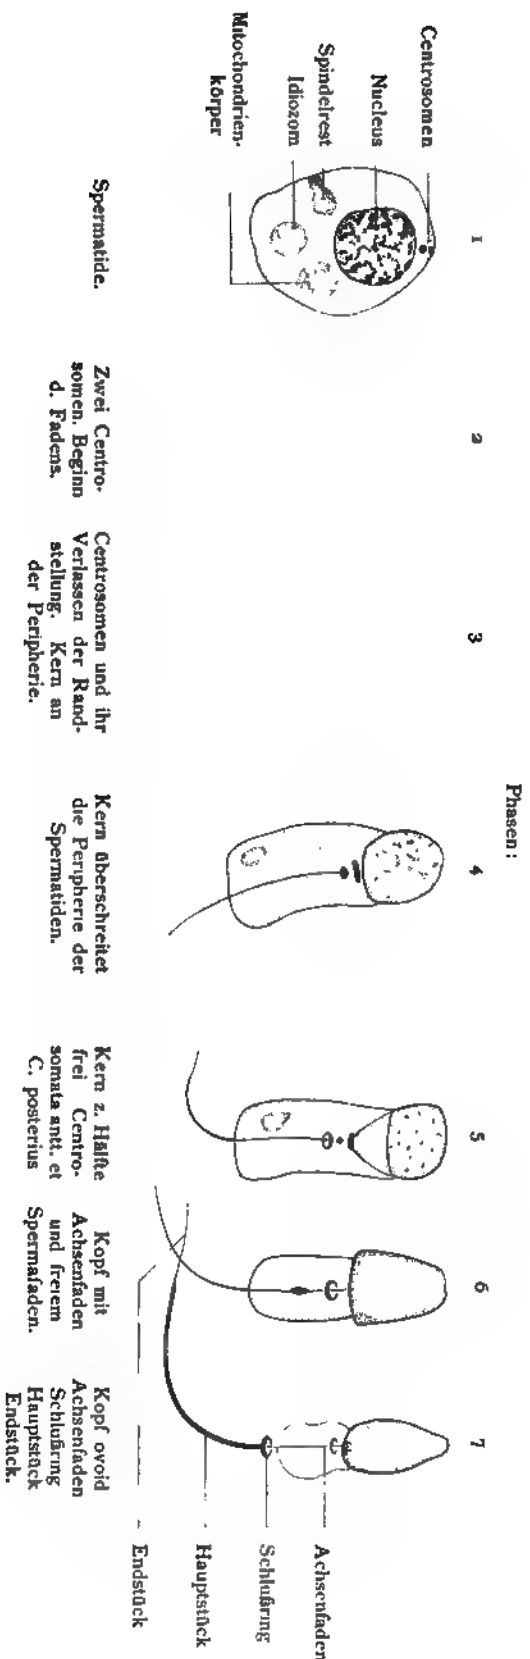 Phasen:
1
2
3
4
5
6
7
Centrosomen
Nucleus
Spindelrest
Idiozom
Mitochondrien-
körper
Achsenfaden
Schlußring
Hauptstück
Endstück
Spermatide.
Zwei Centro-
somen. Beginn
d. Fadens.
Centrosomen und ihr
Verlassen der Rand-
stellung. Kern an
der Peripherie.
Kern überschreitet
die Peripherie der
Spermatiden.
Kern z. Hälfte
frei Centro-
somata antt. et
C. posterius
Kopf mit
Achsenfaden
und freiem
Spermafaden.
Kopf ovoid
Achsenfaden
Schlußring
Hauptstück
Endstück.